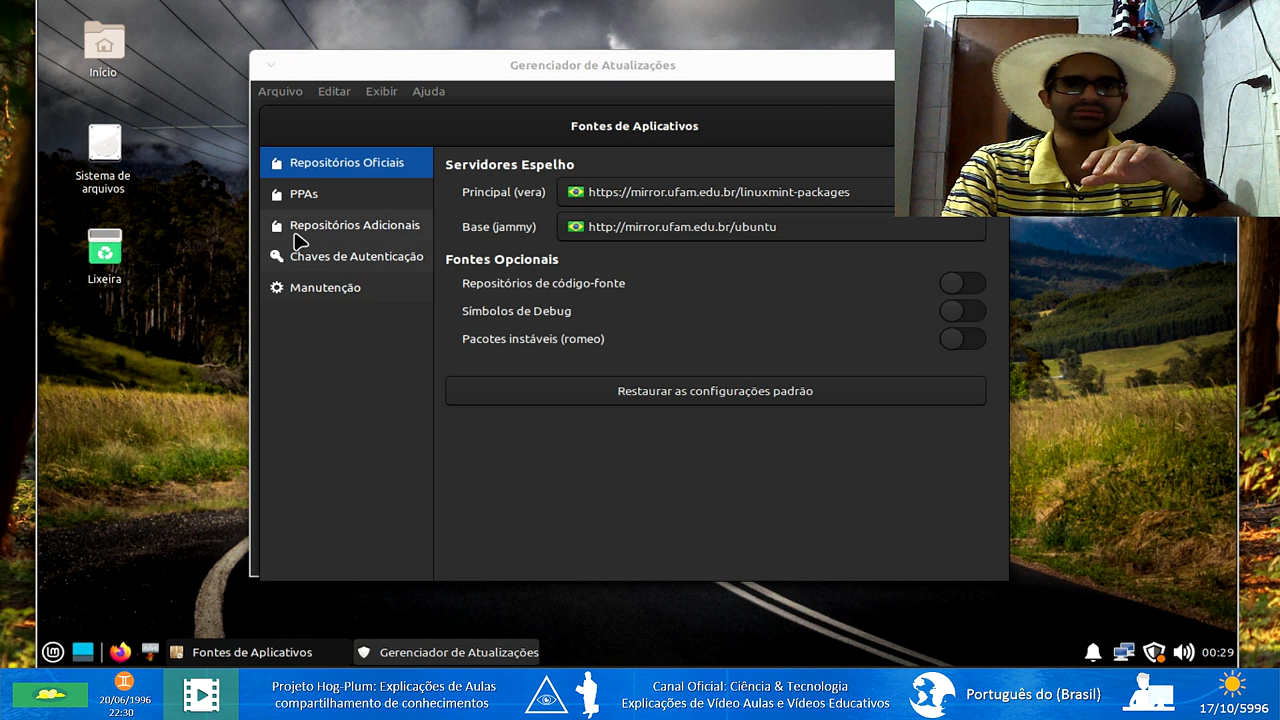 Início
Sistema de
arquivos
Lixeira
Gerenciador de Atualizações
Arquivo Editar Exibir Ajuda
Fontes de Aplicativos
Repositórios Oficiais
PPAs
Repositórios Adicionais
Chaves de Autenticação
Manutenção
Servidores Espelho
Principal (vera) https://mirror.ufam.edu.br/linuxmint-packages
Base (jammy) http://mirror.ufam.edu.br/ubuntu
Fontes Opcionais
Repositórios de código-fonte
Símbolos de Debug
Pacotes instáveis (romeo)
Restaurar as configurações padrão
Fontes de Aplicativos
Gerenciador de Atualizações
00:29
20/06/1996
22:30
Projeto Hog-Plum: Explicações de Aulas
compartilhamento de conhecimentos
Canal Oficial: Ciência & Tecnologia
Explicações de Vídeo Aulas e Vídeos Educativos
Português do (Brasil)
17/10/5996